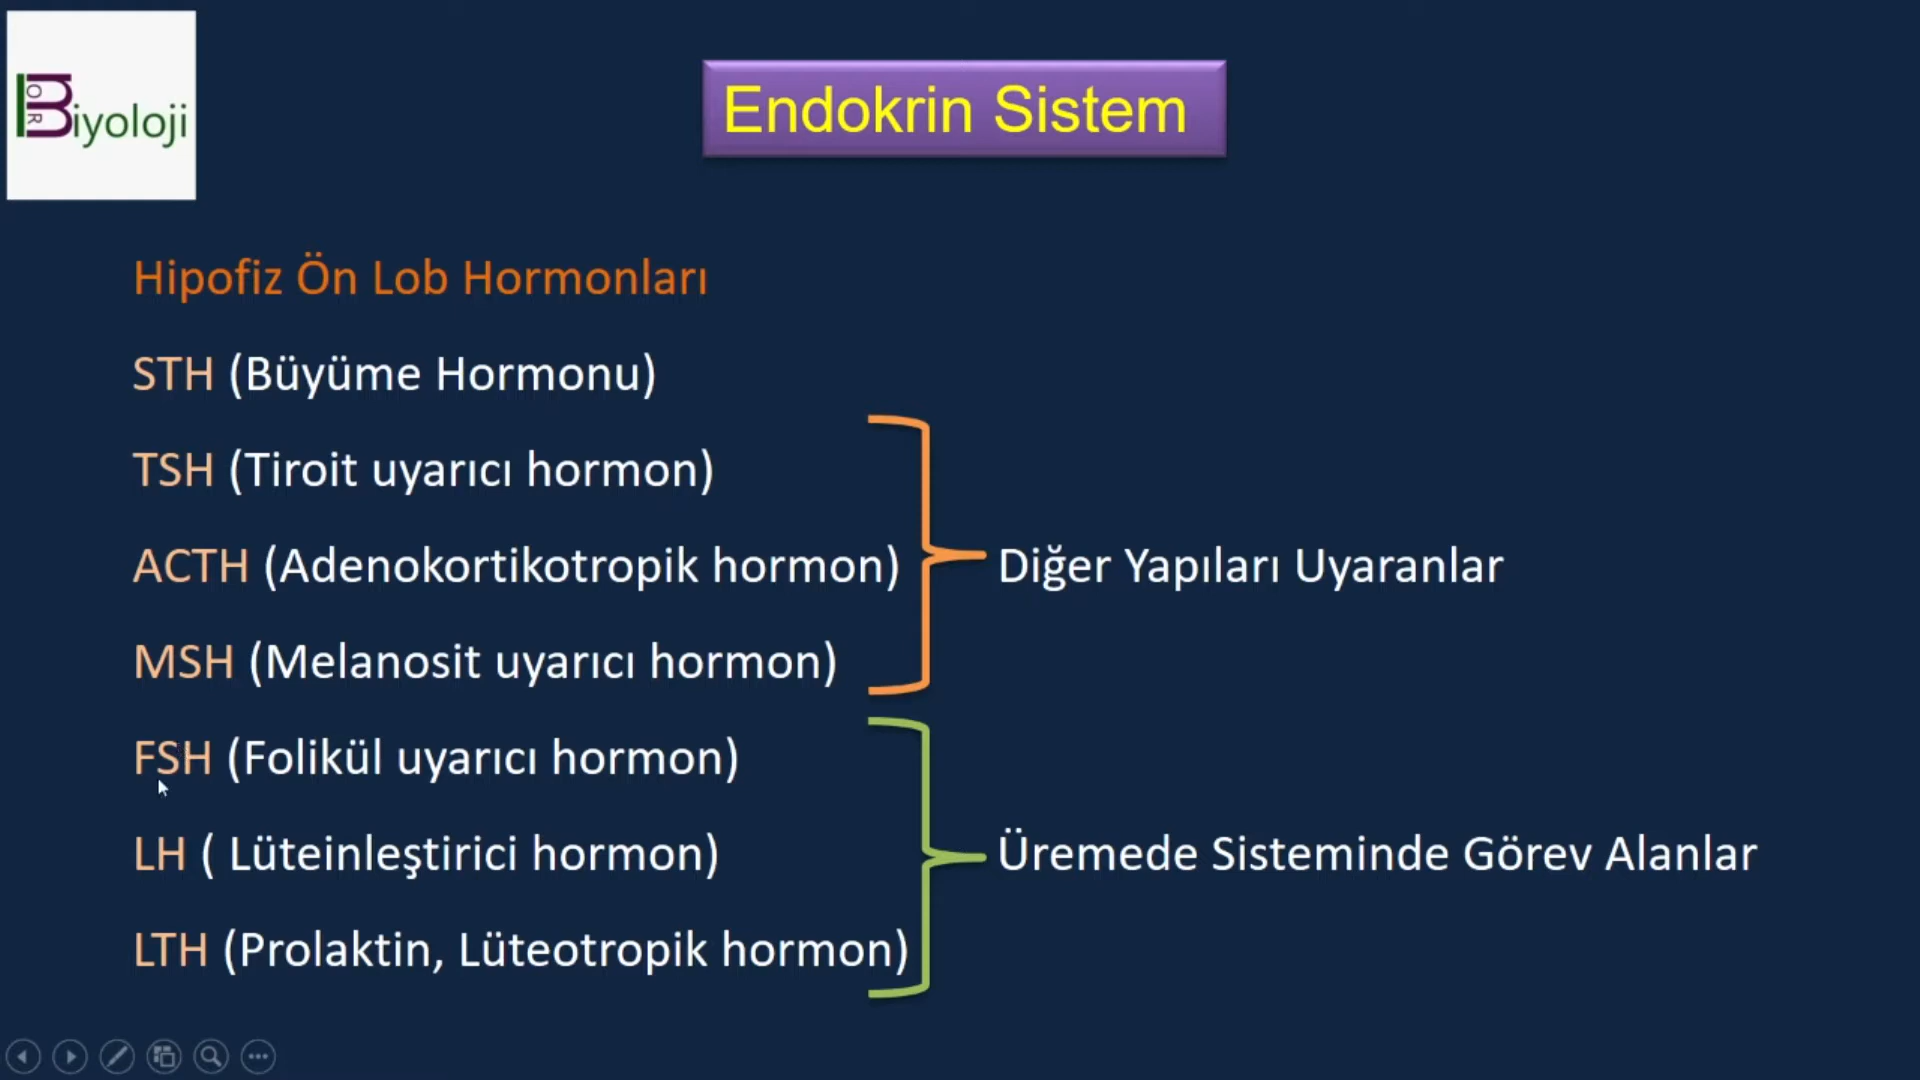 BOR
Biyoloji
Endokrin Sistem
Hipofiz Ön Lob Hormonları
STH (Büyüme Hormonu)
TSH (Tiroit uyarıcı hormon)
ACTH (Adenokortikotropik hormon)
Diğer Yapıları Uyaranlar
MSH (Melanosit uyarıcı hormon)
FSH (Folikül uyarıcı hormon)
LH ( Lüteinleştirici hormon)
Üremede Sisteminde Görev Alanlar
LTH (Prolaktin, Lüteotropik hormon)